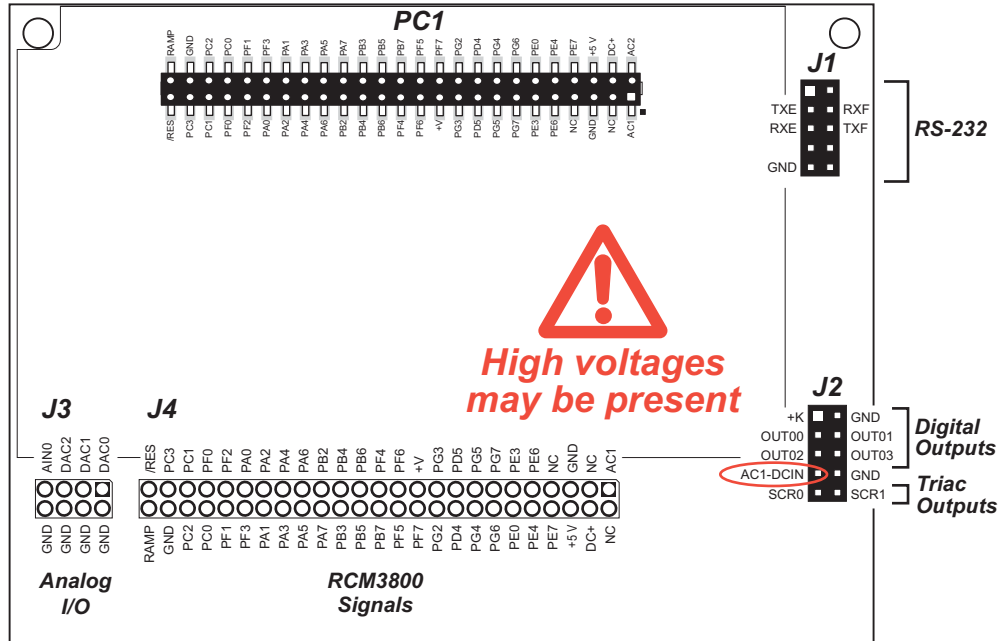 PC1
RAMP GND PC2 PC0 PF1 PF3 PA1 PA3 PA5 PA7 PB3 PB5 PB7 PF5 PF7 PG2 PD4 PG4 PG6 PE0 PE4 PE7 +5 V DC+ AC2
/RES PC3 PC1 PF0 PF2 PA0 PA2 PA4 PA6 PB2 PB4 PB6 PF4 PF6 +V PG3 PD5 PG5 PG7 PE3 PE6 NC GND NC AC1
J1
TXE RXF
RXE TXF
GND
RS-232
High voltages
may be present
J2
+K GND
OUT00 OUT01
OUT02 OUT03
AC1-DCIN GND
SCR0 SCR1
Digital
Outputs
Triac
Outputs
J3
AIN0 DAC2 DAC1 DAC0
GND GND GND GND
Analog
I/O
J4
/RES PC3 PC1 PF0 PF2 PA0 PA2 PA4 PA6 PB2 PB4 PB6 PF4 PF6 +V PG3 PD5 PG5 PG7 PE3 PE6 NC GND NC AC1
RAMP GND PC2 PC0 PF1 PF3 PA1 PA3 PA5 PA7 PB3 PB5 PB7 PF5 PF7 PG2 PD4 PG4 PG6 PE0 PE4 PE7 +5 V DC+ NC
RCM3800
Signals